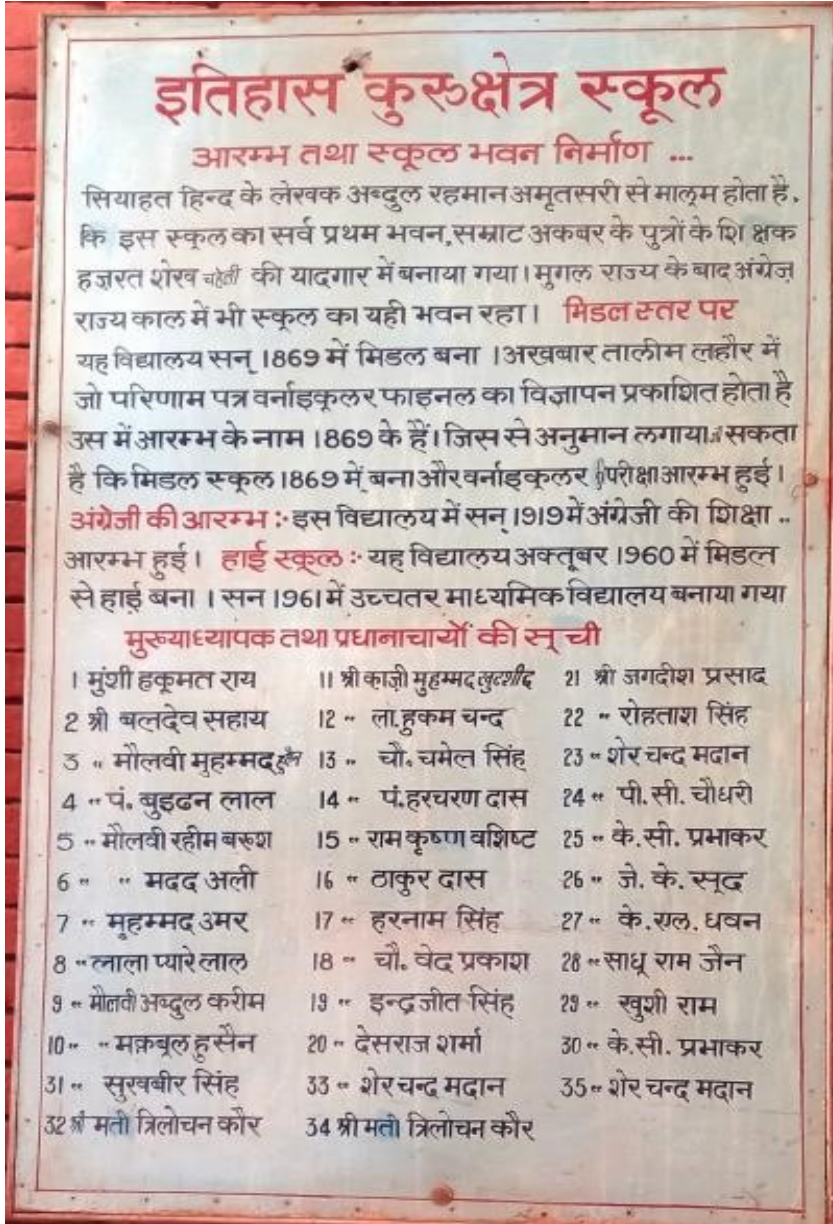 इतिहास कुरुक्षेत्र स्कूल
आरम्भ तथा स्कूल भवन निर्माण ...
सियाहत हिन्द के लेखक अब्दुल रहमान अमृतसरी से मालूम होता है,
कि इस स्कूल का सर्व प्रथम भवन, सम्राट अकबर के पुत्रों के शिक्षक
हज़रत शेख चहेली की यादगार में बनाया गया। मुगल राज्य के बाद अंग्रेज़
राज्य काल में भी स्कूल का यही भवन रहा। मिडल स्तर पर
यह विद्यालय सन् 1869 में मिडल बना । अखबार तालीम लहौर में
जो परिणाम पत्र वर्नाइकूलर फाइनल का विज्ञापन प्रकाशित होता है
उस में आरम्भ के नाम 1869 के हैं। जिस से अनुमान लगाया जा सकता
है कि मिडल स्कूल 1869 में बना और वर्नाइकूलर की परीक्षा आरम्भ हुई।
अंग्रेजी की आरम्भ :- इस विद्यालय में सन् 1919 में अंग्रेजी की शिक्षा ..
आरम्भ हुई। हाई स्कूल :- यह विद्यालय अक्तूबर 1960 में मिडल
से हाई बना । सन 1961 में उच्चतर माध्यमिक विद्यालय बनाया गया
मुख्याध्यापक तथा प्रधानाचार्यो की सूची
1 मुंशी हकूमत राय 11 श्री काज़ी मुहम्मद खुरशीद 21 श्री जगदीश प्रसाद
2 श्री बलदेव सहाय 12 " ला. हुकम चन्द 22 " रोहताश सिंह
3 " मौलवी मुहम्मद हुसैन 13 " चौ. चमेल सिंह 23 " शेर चन्द मदान
4 " पं. बुइढन लाल 14 " पं. हरचरण दास 24 " पी.सी. चौधरी
5 " मौलवी रहीम बख्श 15 " राम कृष्ण वशिष्ट 25 " के.सी. प्रभाकर
6 " " मदद अली 16 " ठाकुर दास 26 " जे. के. सूद
7 " मुहम्मद उमर 17 " हरनाम सिंह 27 " के.एल. धवन
8 " लाला प्यारे लाल 18 " चौ. वेद प्रकाश 28 " साधू राम जैन
9 " मौलवी अब्दुल करीम 19 " इन्द्रजीत सिंह 29 " खुशी राम
10 " " मक़बूल हुसैन 20 " देसराज शर्मा 30 " के.सी. प्रभाकर
31 " सुखबीर सिंह 33 " शेर चन्द मदान 35 " शेर चन्द मदान
32 श्री मती त्रिलोचन कौर 34 श्री मती त्रिलोचन कौर